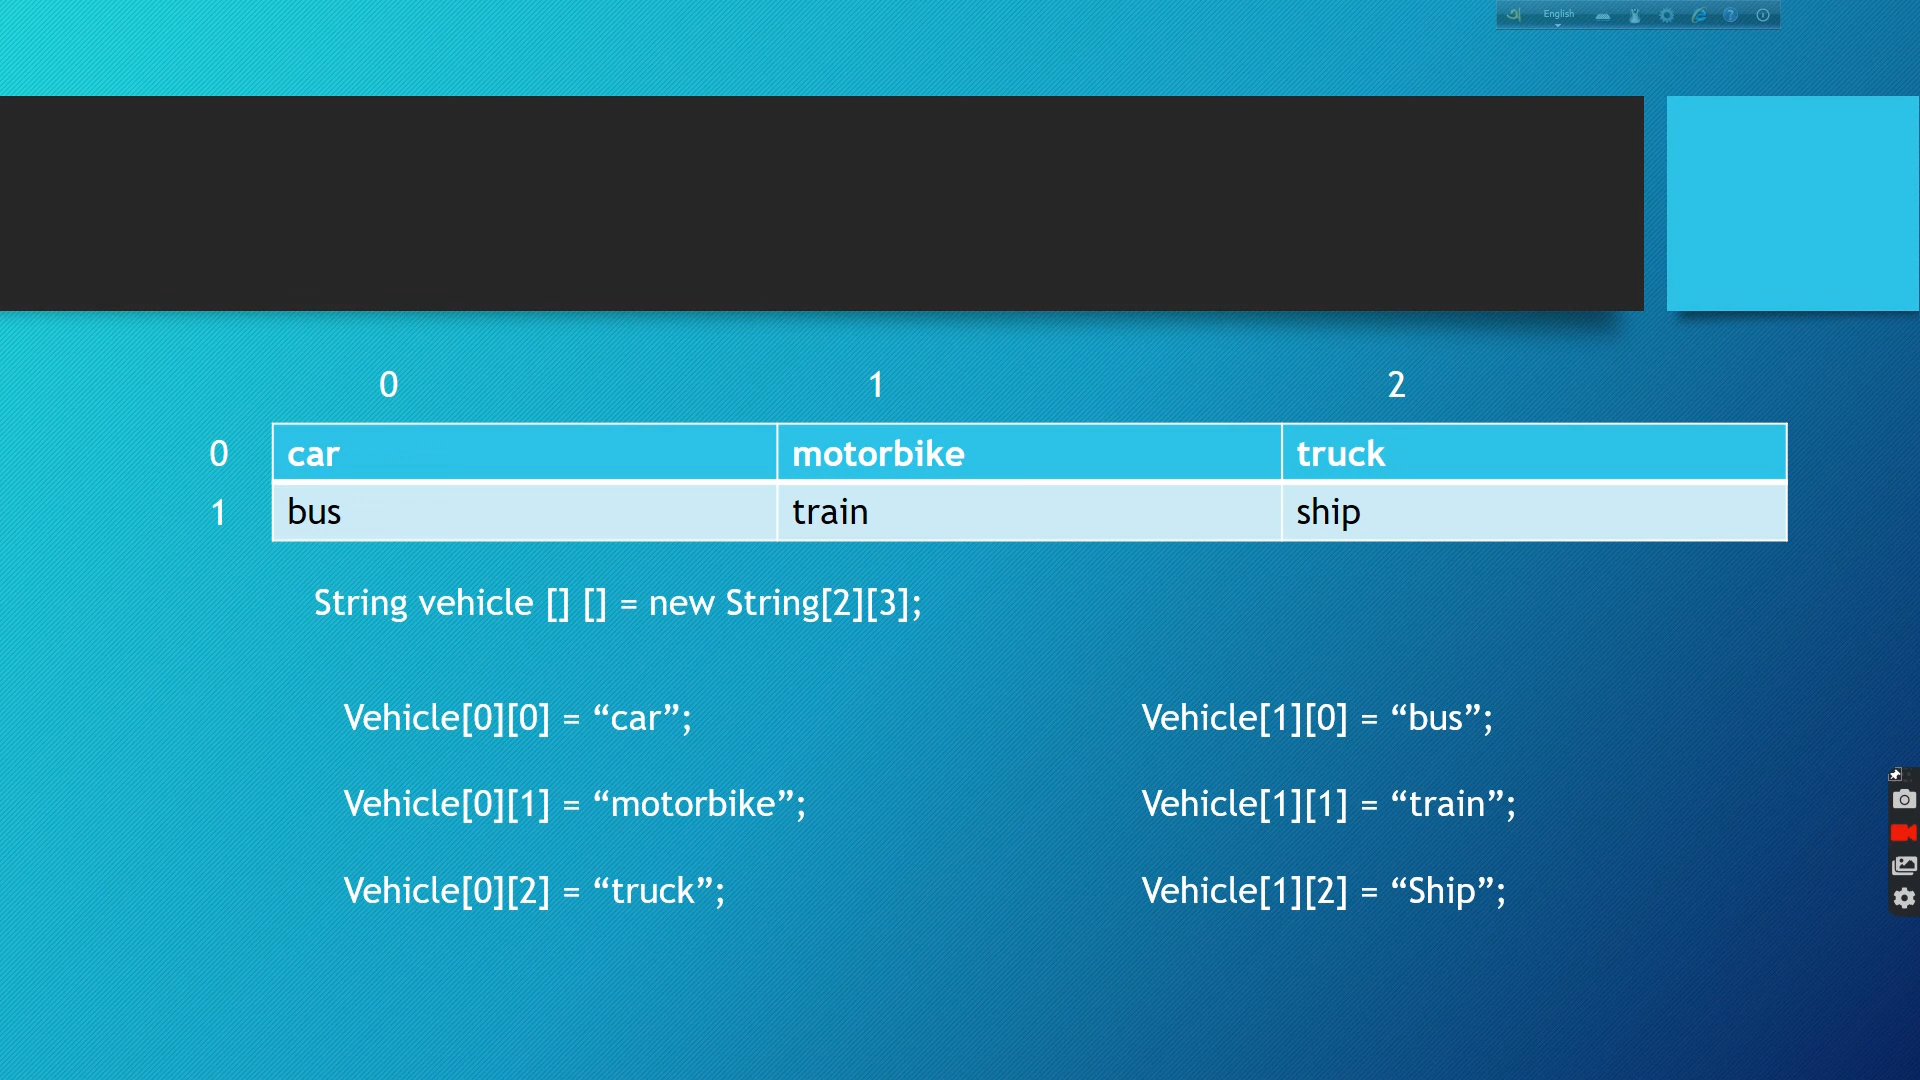 English
0 1 2
0 car motorbike truck
1 bus train ship
String vehicle [] [] = new String[2][3];
Vehicle[0][0] = “car”; Vehicle[1][0] = “bus”;
Vehicle[0][1] = “motorbike”; Vehicle[1][1] = “train”;
Vehicle[0][2] = “truck”; Vehicle[1][2] = “Ship”;